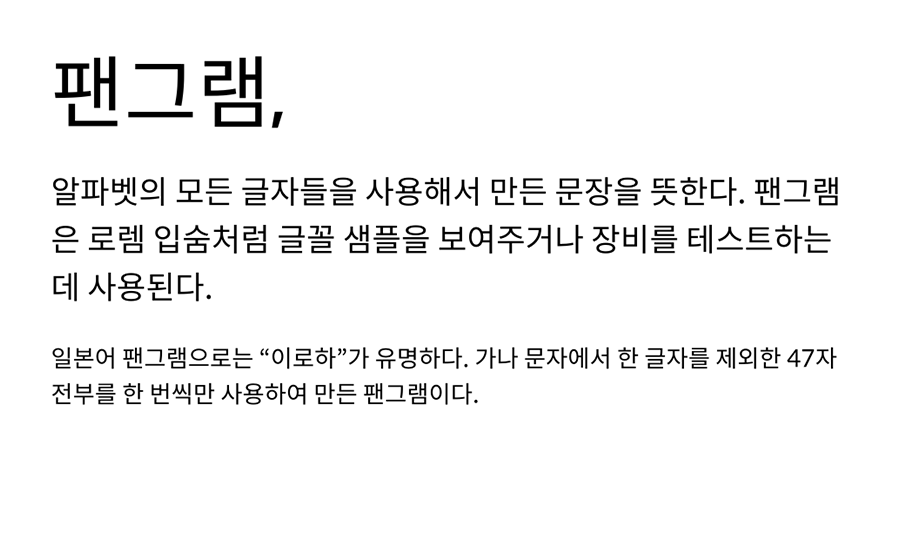 팬그램,
알파벳의 모든 글자들을 사용해서 만든 문장을 뜻한다. 팬그램
은 로렘 입숨처럼 글꼴 샘플을 보여주거나 장비를 테스트하는
데 사용된다.
일본어 팬그램으로는 “이로하”가 유명하다. 가나 문자에서 한 글자를 제외한 47자
전부를 한 번씩만 사용하여 만든 팬그램이다.